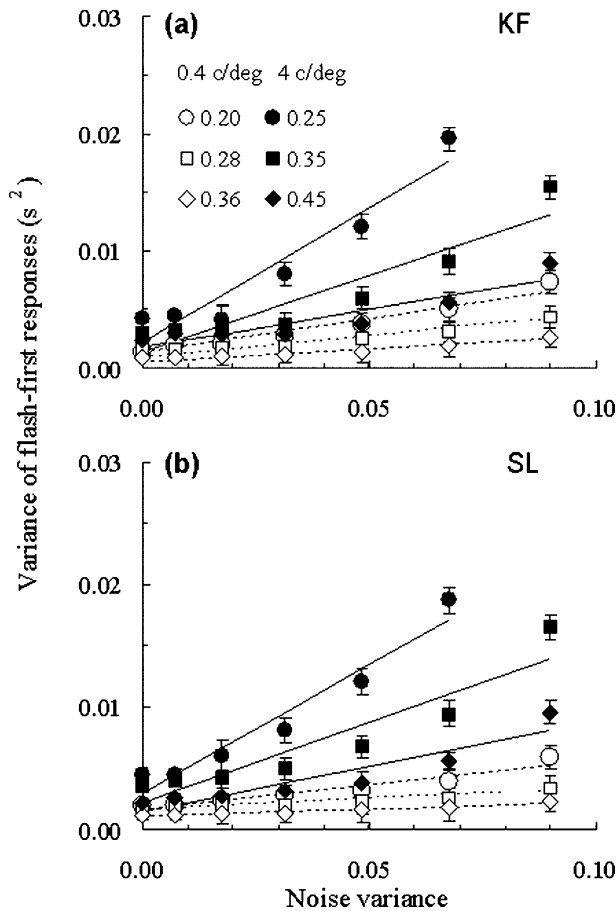 0.03
(a)
KF
0.4 c/deg 4 c/deg
0.20 0.25
0.28 0.35
0.36 0.45
0.02
0.01
0.00
0.00 0.05 0.10
Variance of flash-first responses (s²)
0.03
(b)
SL
0.02
0.01
0.00
0.00 0.05 0.10
Noise variance